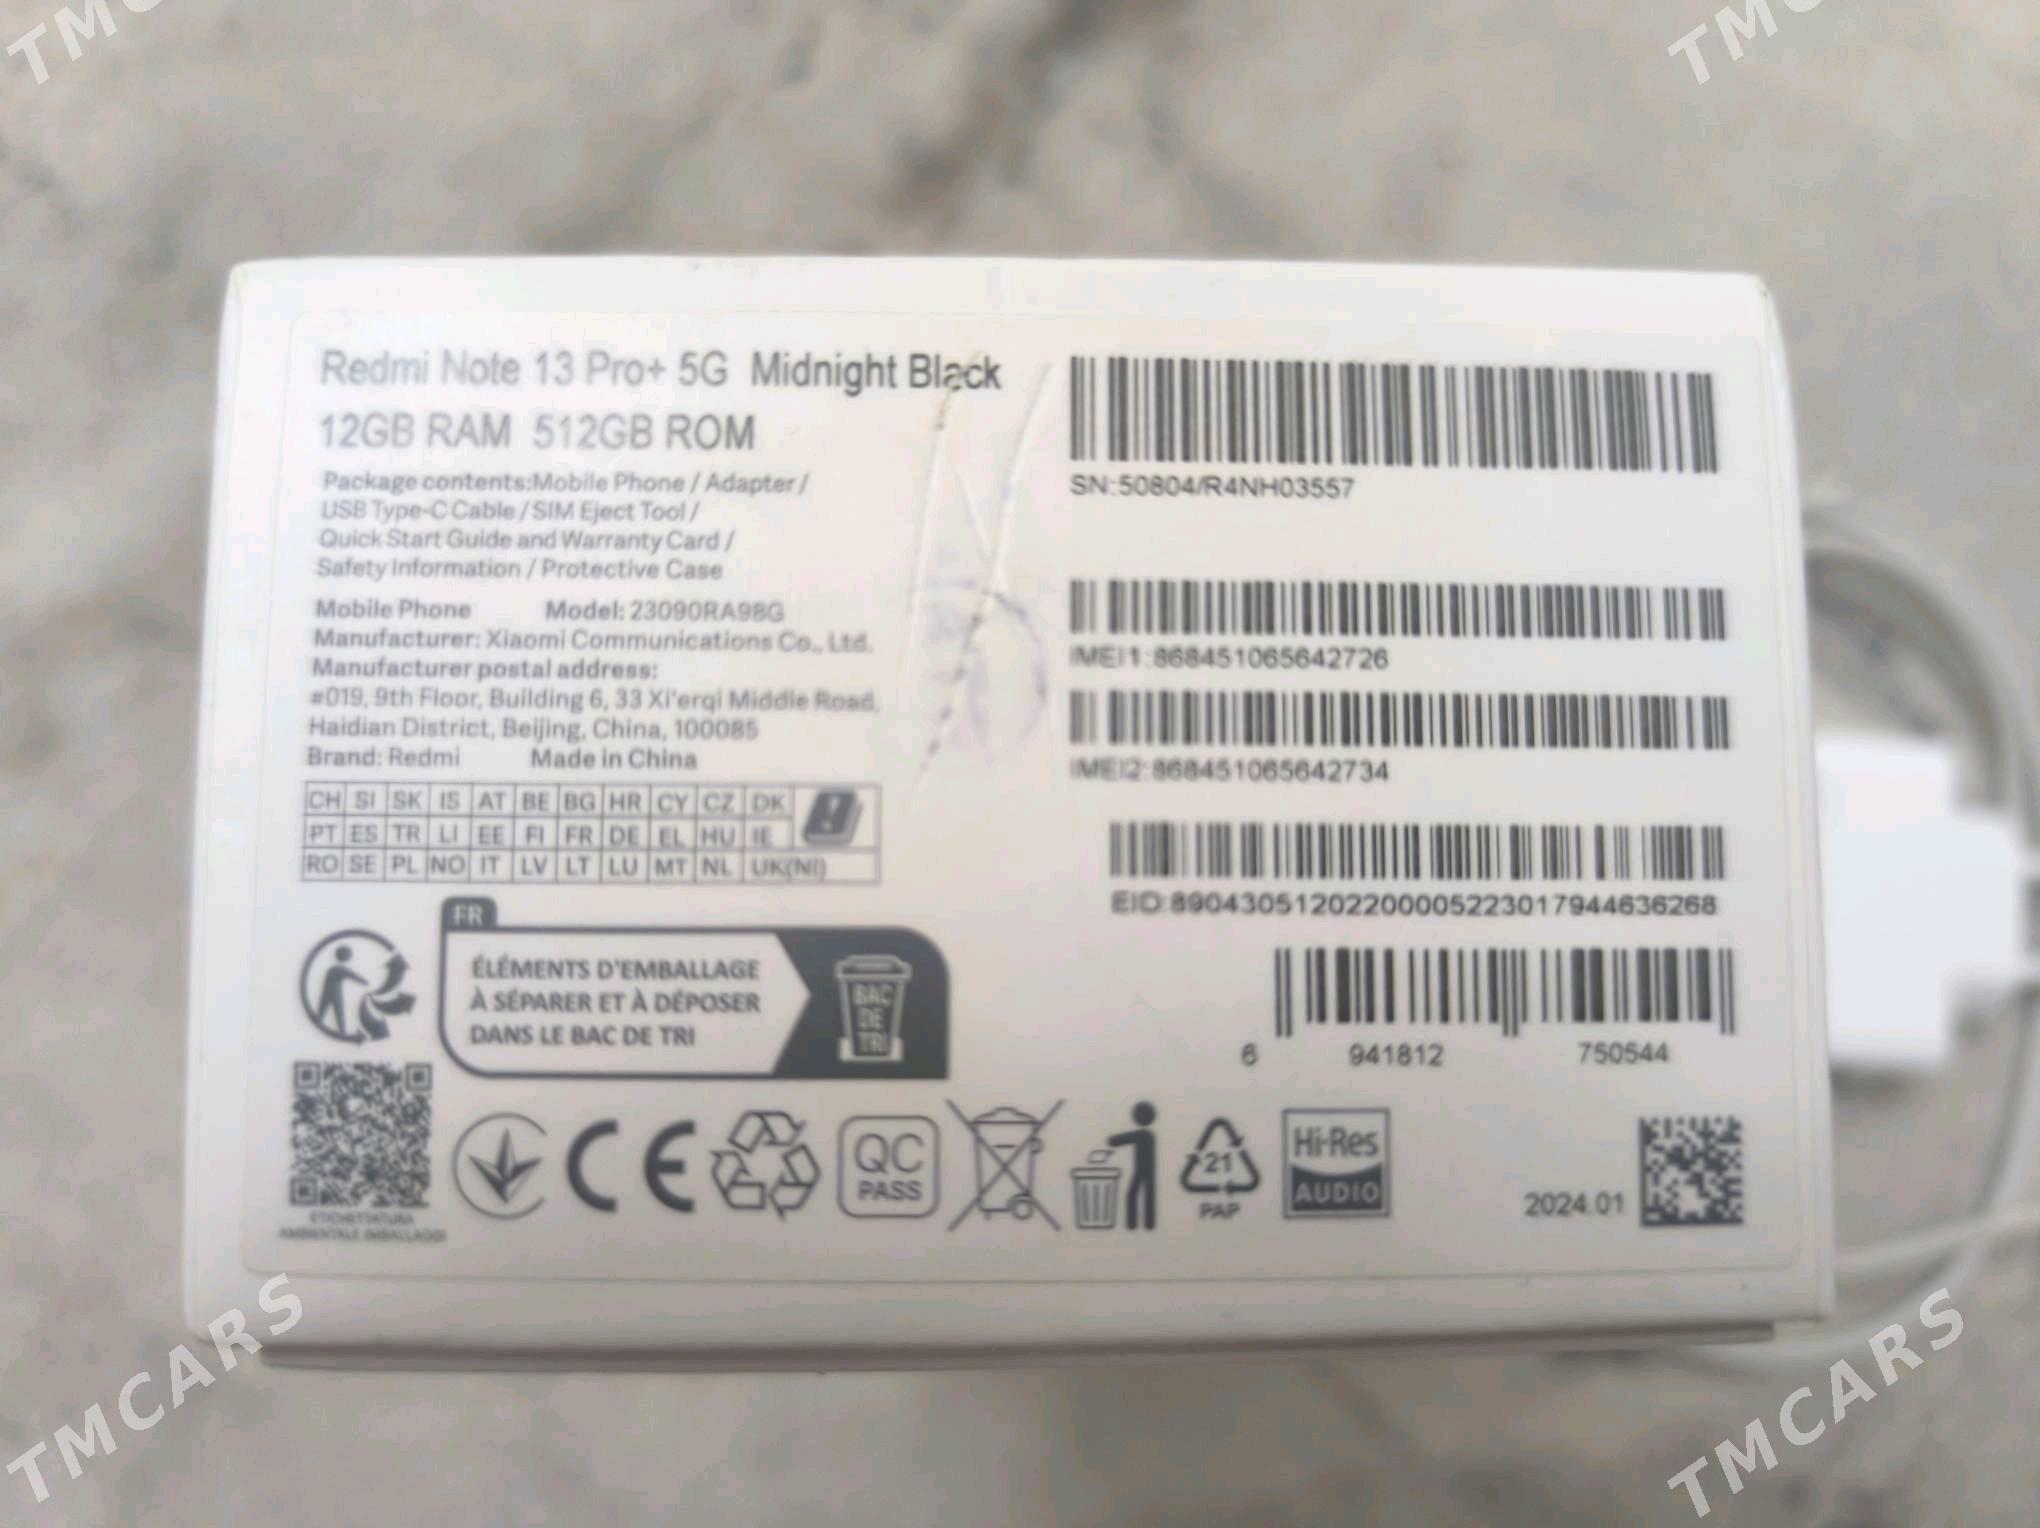 TMCARS
TMCARS
Redmi Note 13 Pro+ 5G Midnight Black
12GB RAM 512GB ROM
Package contents:Mobile Phone / Adapter /
USB Type-C Cable / SIM Eject Tool /
Quick Start Guide and Warranty Card /
Safety Information / Protective Case
Mobile Phone Model: 23090RA98G
Manufacturer: Xiaomi Communications Co., Ltd.
Manufacturer postal address:
#019, 9th Floor, Building 6, 33 Xi'erqi Middle Road,
Haidian District, Beijing, China, 100085
Brand: Redmi Made in China
CH SI SK IS AT BE BG HR CY CZ DK
PT ES TR LI EE FI FR DE EL HU IE
RO SE PL NO IT LV LT LU MT NL UK(NI)
FR
ÉLÉMENTS D'EMBALLAGE
À SÉPARER ET À DÉPOSER
DANS LE BAC DE TRI
BAC
DE
TRI
ETICHETTATURA
AMBIENTALE IMBALLAGGI
CE
QC
PASS
21
PAP
Hi-Res
AUDIO
SN:50804/R4NH03557
IMEI1:868451065642726
IMEI2:868451065642734
EID:89043051202200005223017944636268
6 941812 750544
2024.01
TMCARS
TMCARS